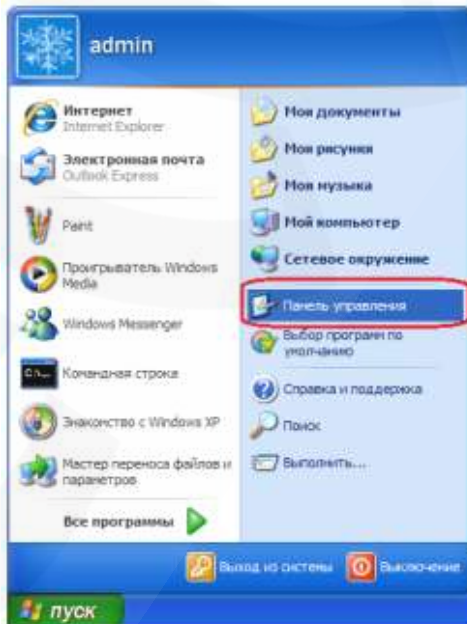 admin
Интернет
Internet Explorer
Электронная почта
Outlook Express
Paint
Проигрыватель Windows
Media
Windows Messenger
Командная строка
Знакомство с Windows XP
Мастер переноса файлов и
параметров
Все программы
Мои документы
Мои рисунки
Моя музыка
Мой компьютер
Сетевое окружение
Панель управления
Выбор программ по
умолчанию
Справка и поддержка
Поиск
Выполнить...
Выход из системы
Выключение
пуск